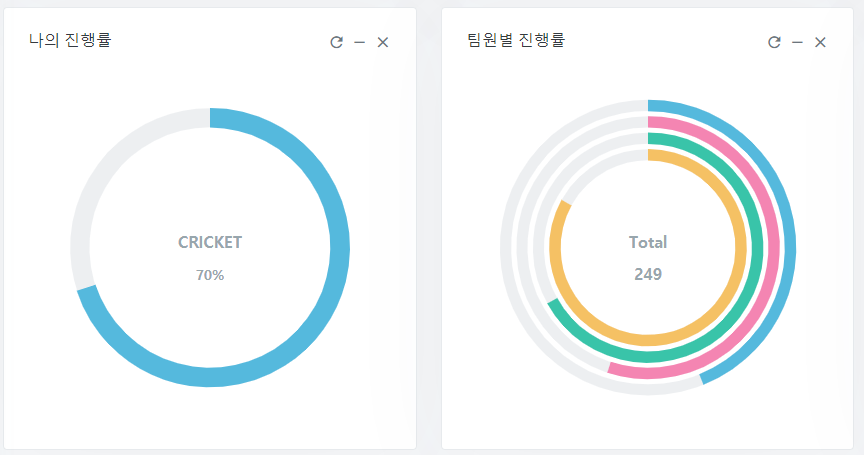 나의 진행률
CRICKET
70%
팀원별 진행률
Total
249